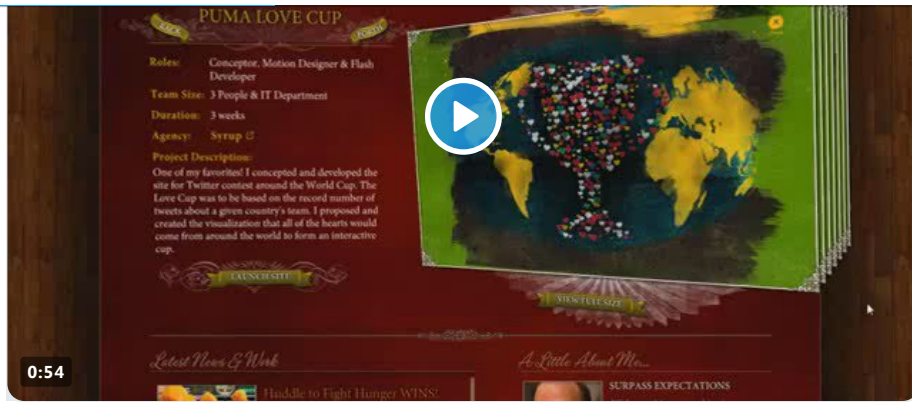 PUMA LOVE CUP
BACK
FORTH
Roles: Conceptor, Motion Designer & Flash
Developer
Team Size: 3 People & IT Department
Duration: 3 weeks
Agency: Syrup
Project Description:
One of my favorites! I concepted and developed the
site for Twitter contest around the World Cup. The
Love Cup was to be based on the record number of
tweets about a given country's team. I proposed and
created the visualization that all of the hearts would
come from around the world to form an interactive
cup.
LAUNCH SITE
VIEW FULL SIZE
Latest News & Work
A Little About Me...
0:54
Huddle to Fight Hunger WINS!
SURPASS EXPECTATIONS